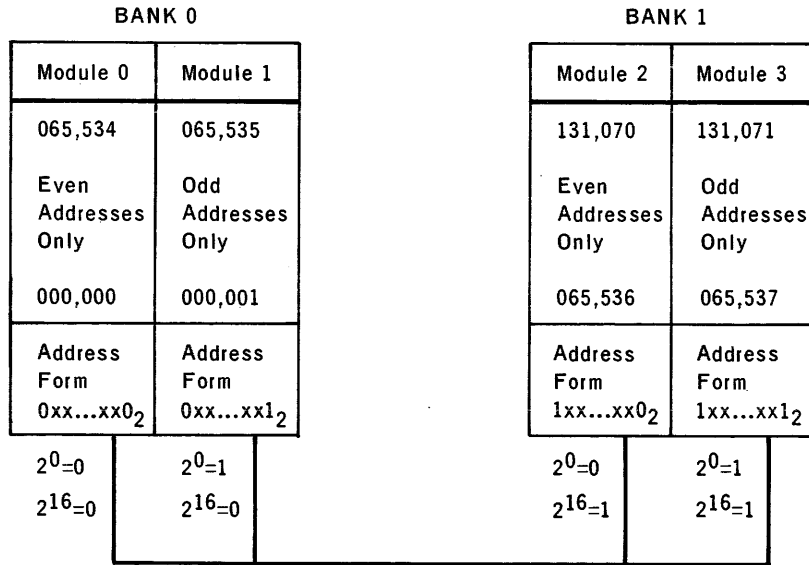 BANK 0
BANK 1
Module 0 Module 1
Module 2 Module 3
065,534 065,535
131,070 131,071
Even Odd
Addresses Addresses
Only Only
Even Odd
Addresses Addresses
Only Only
000,000 000,001
065,536 065,537
Address Address
Form Form
0xx...xx0₂ 0xx...xx1₂
Address Address
Form Form
1xx...xx0₂ 1xx...xx1₂
2⁰=0 2⁰=1
2¹⁶=0 2¹⁶=0
2⁰=0 2⁰=1
2¹⁶=1 2¹⁶=1